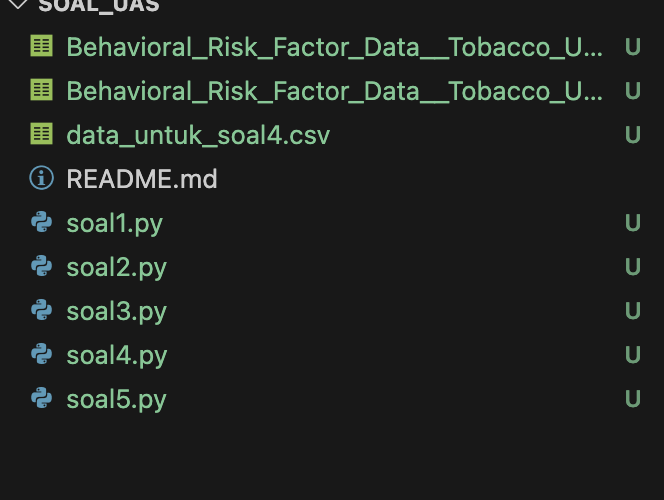 SOAL_UAS
Behavioral_Risk_Factor_Data__Tobacco_U... U
Behavioral_Risk_Factor_Data__Tobacco_U... U
data_untuk_soal4.csv U
README.md
soal1.py U
soal2.py U
soal3.py U
soal4.py U
soal5.py U